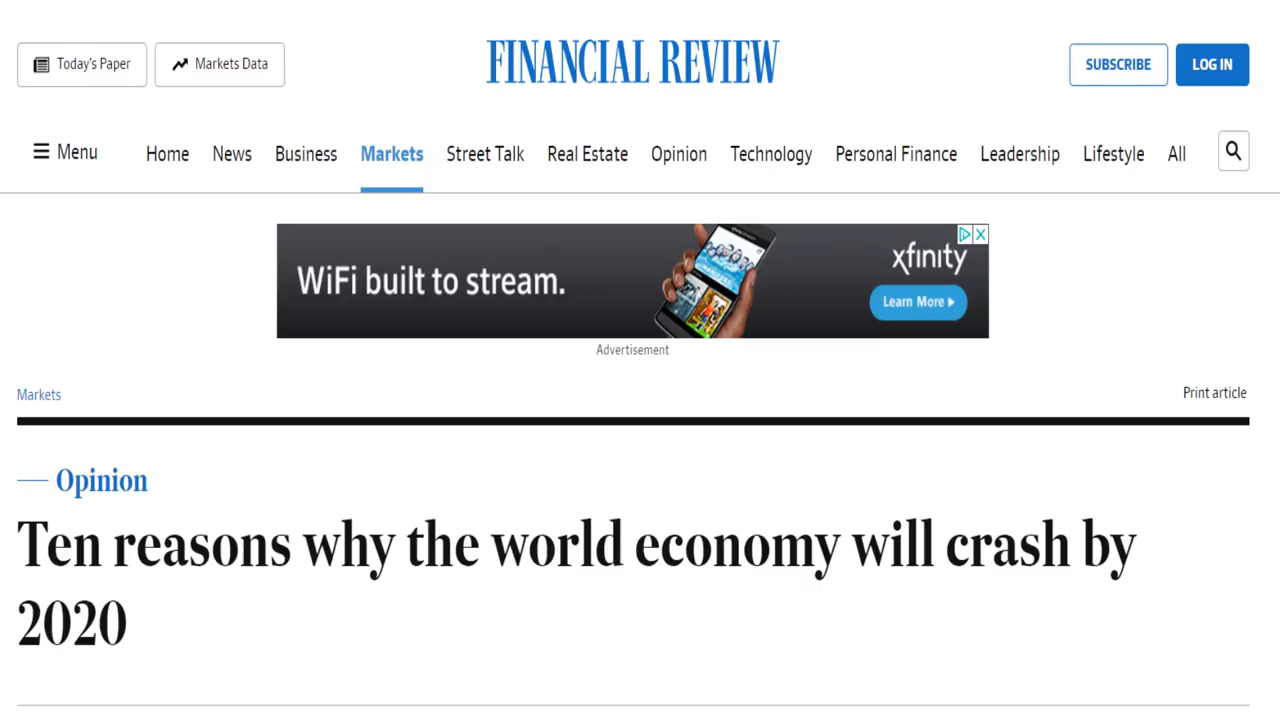 Today's Paper
Markets Data
FINANCIAL REVIEW
SUBSCRIBE
LOG IN
Menu
Home
News
Business
Markets
Street Talk
Real Estate
Opinion
Technology
Personal Finance
Leadership
Lifestyle
All
WiFi built to stream.
xfinity
Learn More
Advertisement
Markets
Print article
Opinion
Ten reasons why the world economy will crash by
2020